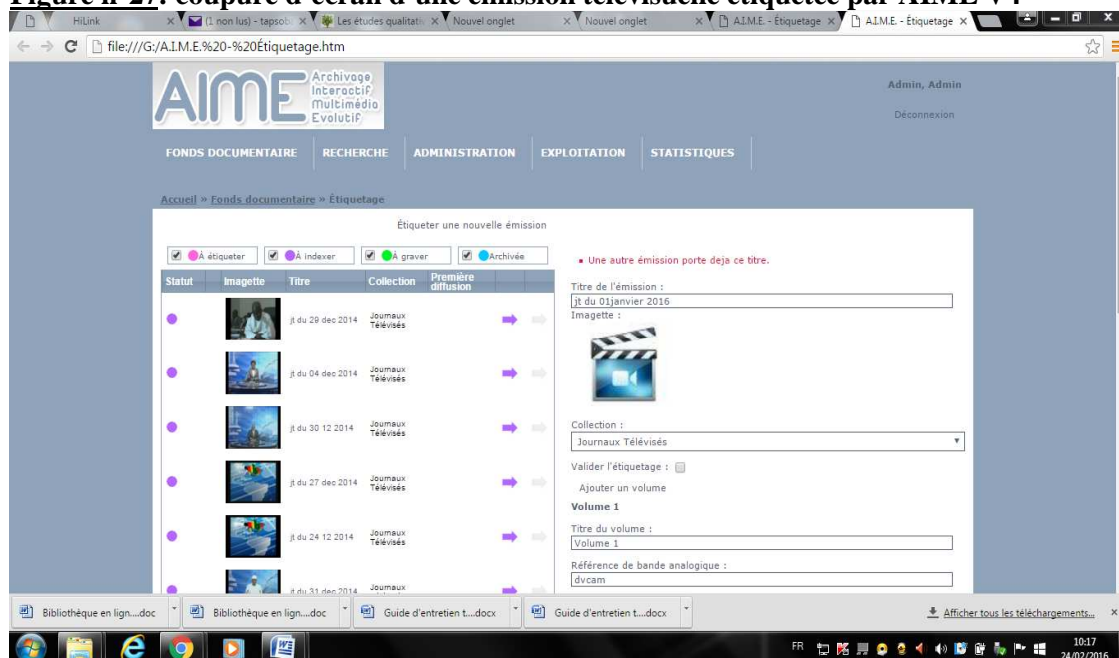 Figure n°27: coupure d'écran d'une émission télévisuelle étiquetée par AIME V4
HiLink
(1 non lus) - tapsob
Les études qualitati
Nouvel onglet
Nouvel onglet
A.I.M.E. - Étiquetage
A.I.M.E. - Étiquetage
file:///G:/A.I.M.E.%20-%20Étiquetage.htm
AIME Archivage Interactif Multimédia Evolutif
Admin, Admin
Déconnexion
FONDS DOCUMENTAIRE RECHERCHE ADMINISTRATION EXPLOITATION STATISTIQUES
Accueil » Fonds documentaire » Étiquetage
Étiqueter une nouvelle émission
À étiqueter À indexer À graver Archivée
Statut Imagette Titre Collection Première diffusion
jt du 29 dec 2014 Journaux Télévisés
jt du 04 dec 2014 Journaux Télévisés
jt du 30 12 2014 Journaux Télévisés
jt du 27 dec 2014 Journaux Télévisés
jt du 24 12 2014 Journaux Télévisés
jt du 31 dec 2014 Journaux
Une autre émission porte deja ce titre.
Titre de l'émission :
jt du 01janvier 2016
Imagette :
Collection :
Journaux Télévisés
Valider l'étiquetage :
Ajouter un volume
Volume 1
Titre du volume :
Volume 1
Référence de bande analogique :
dvcam
Bibliothèque en lign....doc
Bibliothèque en lign....doc
Guide d'entretien t....docx
Guide d'entretien t....docx
Afficher tous les téléchargements...
FR
10:17
24/02/2016